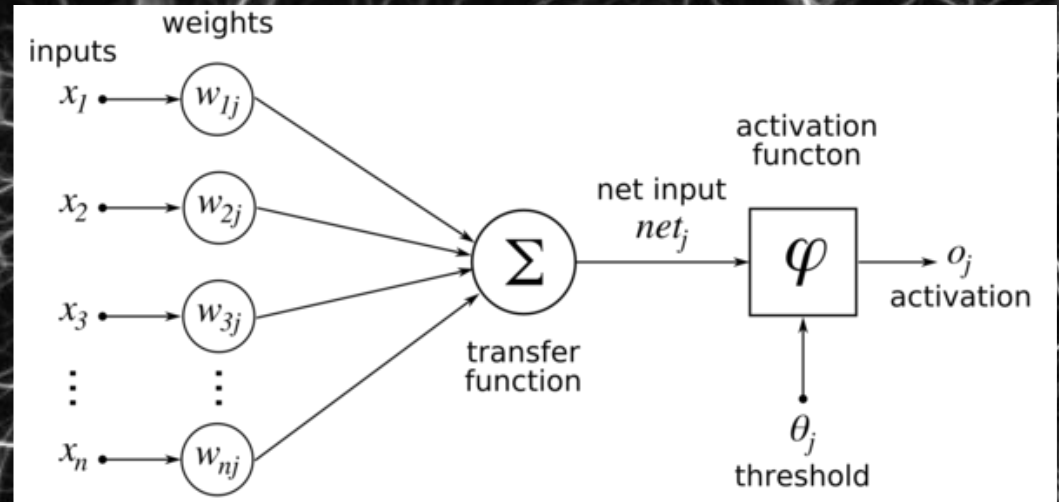 weights
inputs
x₁
w₁ⱼ
x₂
w₂ⱼ
x₃
w₃ⱼ
⋮
⋮
xₙ
wₙⱼ
Σ
transfer
function
net input
netⱼ
activation
functon
φ
oⱼ
activation
θⱼ
threshold